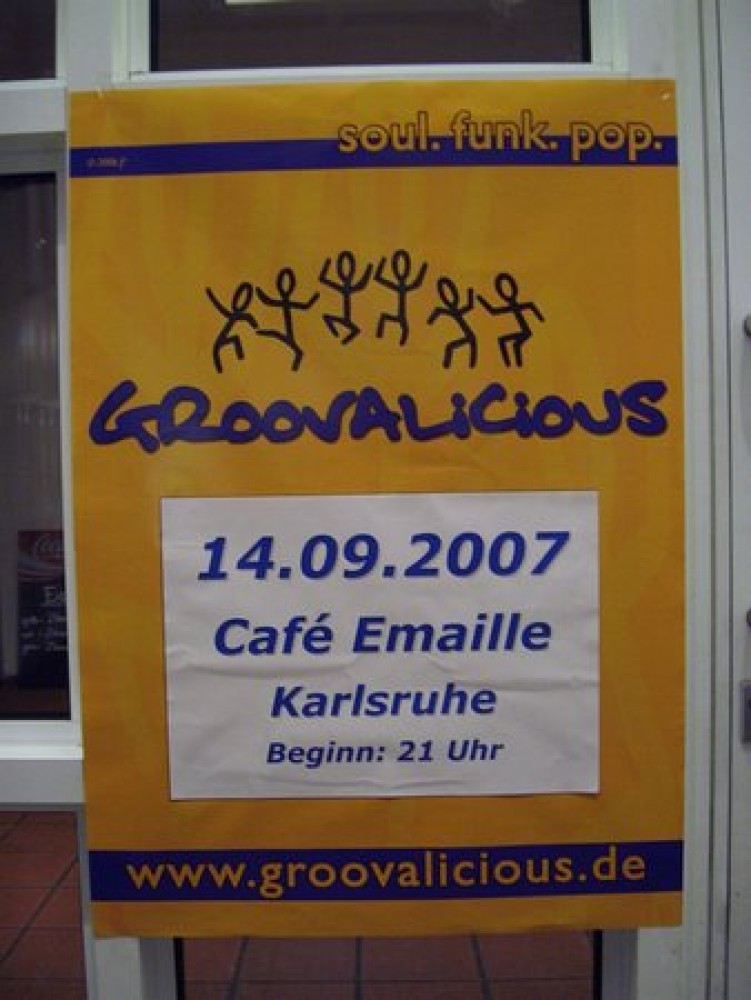 soul. funk. pop.
GROOVALiCiOUS
14.09.2007
Café Emaille
Karlsruhe
Beginn: 21 Uhr
www.groovalicious.de